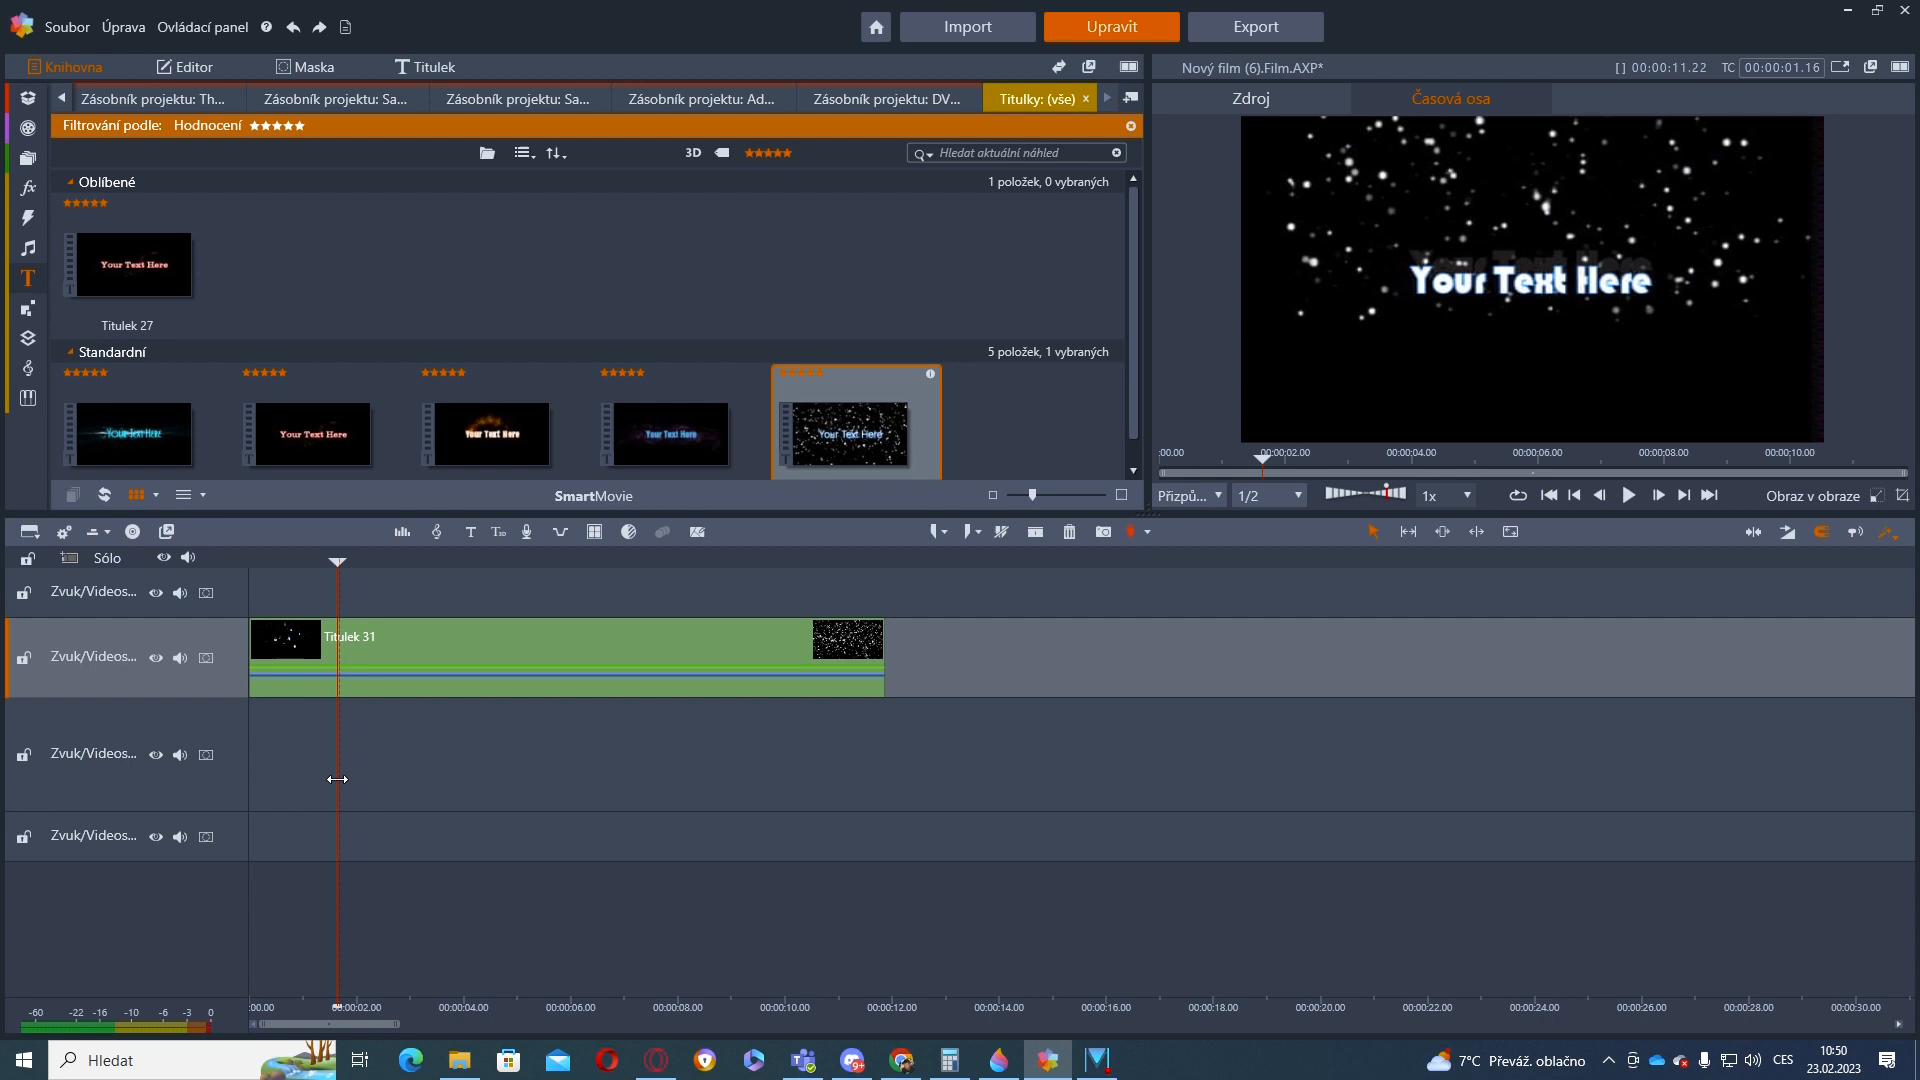 Soubor Úprava Ovládací panel
Import Upravit Export
Knihovna Editor Maska Titulek
Nový film (6).Film.AXP* [ ] 00:00:11.22 TC 00:00:01.16
Zásobník projektu: Th... Zásobník projektu: Sa... Zásobník projektu: Sa... Zásobník projektu: Ad... Zásobník projektu: DV... Titulky: (vše) ×
Zdroj Časová osa
Filtrování podle: Hodnocení ★★★★★
3D Hledat aktuální náhled
Oblíbené 1 položek, 0 vybraných
Your Text Here
Titulek 27
Standardní 5 položek, 1 vybraných
Your Text Here Your Text Here Your Text Here Your Text Here Your Text Here
Your Text Here
:00.00 00:00:02.00 00:00:04.00 00:00:06.00 00:00:08.00 00:00:10.00
SmartMovie
Přizpů... 1/2 1x Obraz v obraze
Sólo
Zvuk/Videos...
Zvuk/Videos...
Titulek 31
Zvuk/Videos...
Zvuk/Videos...
:00.00 00:00:02.00 00:00:04.00 00:00:06.00 00:00:08.00 00:00:10.00 00:00:12.00 00:00:14.00 00:00:16.00 00:00:18.00 00:00:20.00 00:00:22.00 00:00:24.00 00:00:26.00 00:00:28.00 00:00:30.00
-60 -22 -16 -10 -6 -3 0
Hledat
9+
7°C Převáž. oblačno CES
10:50
23.02.2023